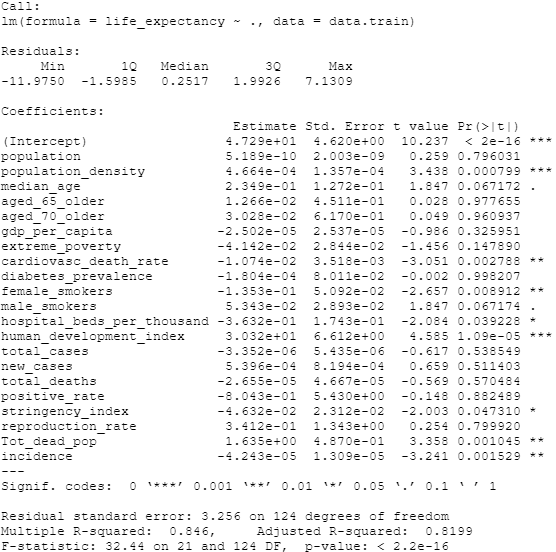 Call:
lm(formula = life_expectancy ~ ., data = data.train)
Residuals:
Min 1Q Median 3Q Max
-11.9750 -1.5985 0.2517 1.9926 7.1309
Coefficients:
Estimate Std. Error t value Pr(>|t|)
(Intercept) 4.729e+01 4.620e+00 10.237 < 2e-16 ***
population 5.189e-10 2.003e-09 0.259 0.796031
population_density 4.664e-04 1.357e-04 3.438 0.000799 ***
median_age 2.349e-01 1.272e-01 1.847 0.067172 .
aged_65_older 1.266e-02 4.511e-01 0.028 0.977655
aged_70_older 3.028e-02 6.170e-01 0.049 0.960937
gdp_per_capita -2.502e-05 2.537e-05 -0.986 0.325951
extreme_poverty -4.142e-02 2.844e-02 -1.456 0.147890
cardiovasc_death_rate -1.074e-02 3.518e-03 -3.051 0.002788 **
diabetes_prevalence -1.804e-04 8.011e-02 -0.002 0.998207
female_smokers -1.353e-01 5.092e-02 -2.657 0.008912 **
male_smokers 5.343e-02 2.893e-02 1.847 0.067174 .
hospital_beds_per_thousand -3.632e-01 1.743e-01 -2.084 0.039228 *
human_development_index 3.032e+01 6.612e+00 4.585 1.09e-05 ***
total_cases -3.352e-06 5.435e-06 -0.617 0.538549
new_cases 5.396e-04 8.194e-04 0.659 0.511403
total_deaths -2.655e-05 4.667e-05 -0.569 0.570484
positive_rate -8.043e-01 5.430e+00 -0.148 0.882489
stringency_index -4.632e-02 2.312e-02 -2.003 0.047310 *
reproduction_rate 3.412e-01 1.343e+00 0.254 0.799920
Tot_dead_pop 1.635e+00 4.870e-01 3.358 0.001045 **
incidence -4.243e-05 1.309e-05 -3.241 0.001529 **
---
Signif. codes: 0 ‘***’ 0.001 ‘**’ 0.01 ‘*’ 0.05 ‘.’ 0.1 ‘ ’ 1
Residual standard error: 3.256 on 124 degrees of freedom
Multiple R-squared: 0.846, Adjusted R-squared: 0.8199
F-statistic: 32.44 on 21 and 124 DF, p-value: < 2.2e-16